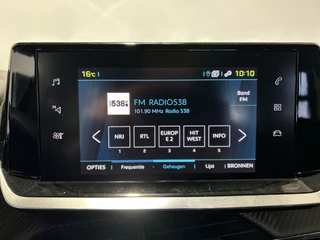 16°C
10:10
538
FM RADIO538
101.90 MHz Radio 538
Band
FM
NRJ
RTL
EUROP
E 2
HIT
WEST
INFO
1 2 3 4 5
OPTIES Frequentie Geheugen Lijst BRONNEN